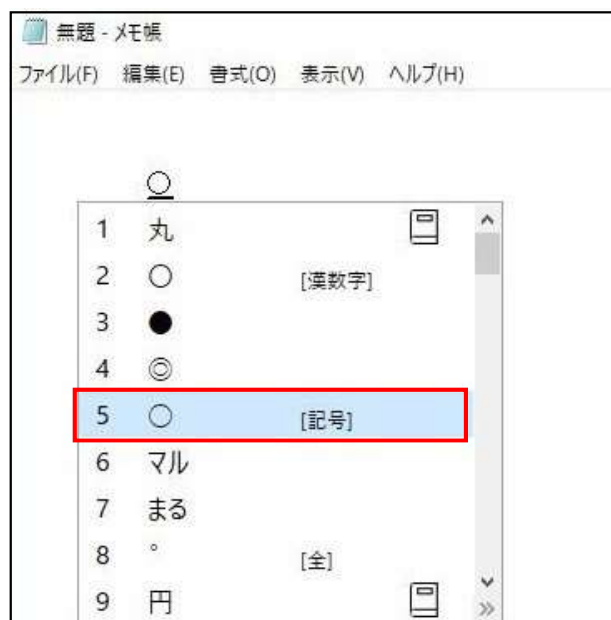 無題 - メモ帳
ファイル(F) 編集(E) 書式(O) 表示(V) ヘルプ(H)
○
1 丸
2 〇 [漢数字]
3 ●
4 ◎
5 ○ [記号]
6 マル
7 まる
8 ° [全]
9 円